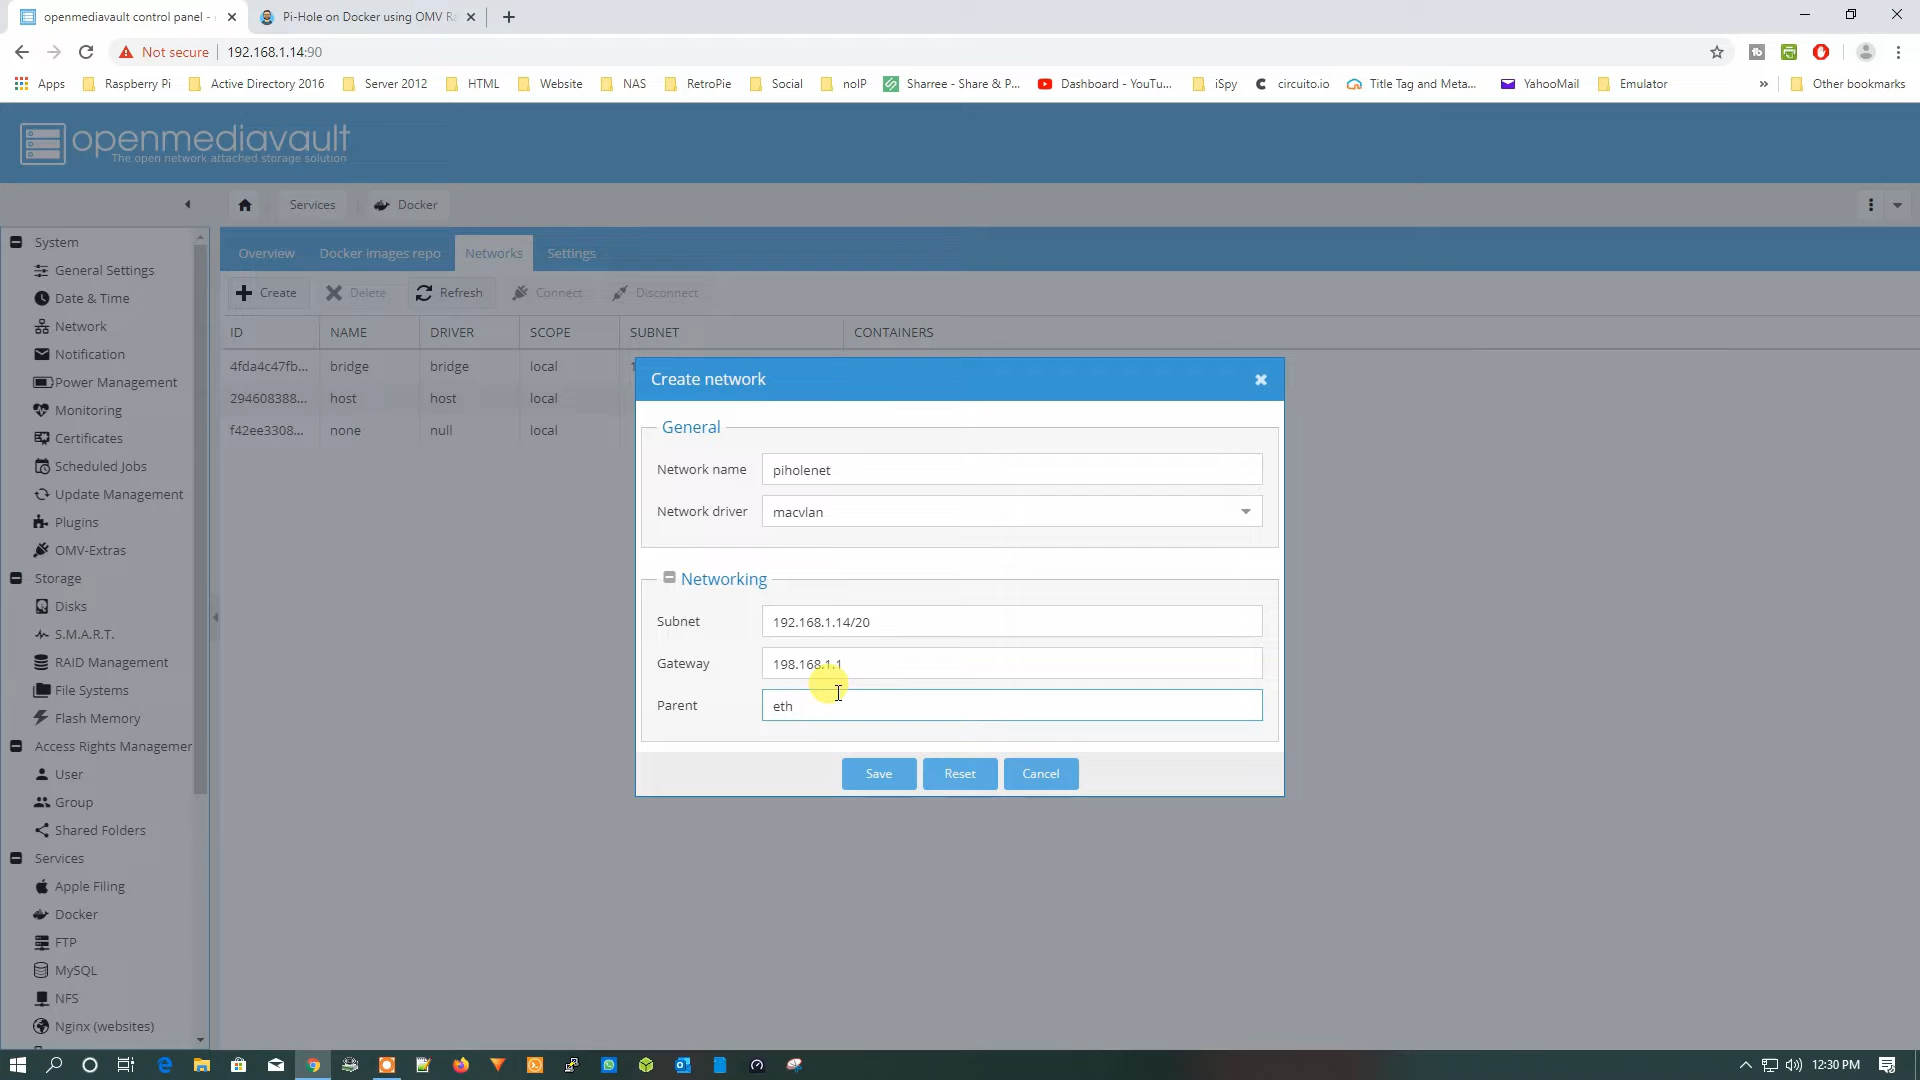 openmediavault control panel -
Pi-Hole on Docker using OMV Ra
Not secure
192.168.1.14:90
Apps
Raspberry Pi
Active Directory 2016
Server 2012
HTML
Website
NAS
RetroPie
Social
noIP
Sharree - Share & P...
Dashboard - YouTu...
iSpy
circuito.io
Title Tag and Meta...
YahooMail
Emulator
»
Other bookmarks
openmediavault
The open network attached storage solution
Services
Docker
System
General Settings
Date & Time
Network
Notification
Power Management
Monitoring
Certificates
Scheduled Jobs
Update Management
Plugins
OMV-Extras
Storage
Disks
S.M.A.R.T.
RAID Management
File Systems
Flash Memory
Access Rights Managemer
User
Group
Shared Folders
Services
Apple Filing
Docker
FTP
MySQL
NFS
Nginx (websites)
Overview
Docker images repo
Networks
Settings
Create
Delete
Refresh
Connect
Disconnect
ID NAME DRIVER SCOPE SUBNET CONTAINERS
4fda4c47fb... bridge bridge local 1
294608388... host host local
f42ee3308... none null local
Create network
General
Network name piholenet
Network driver macvlan
Networking
Subnet 192.168.1.14/20
Gateway 198.168.1.1
Parent eth
Save
Reset
Cancel
12:30 PM